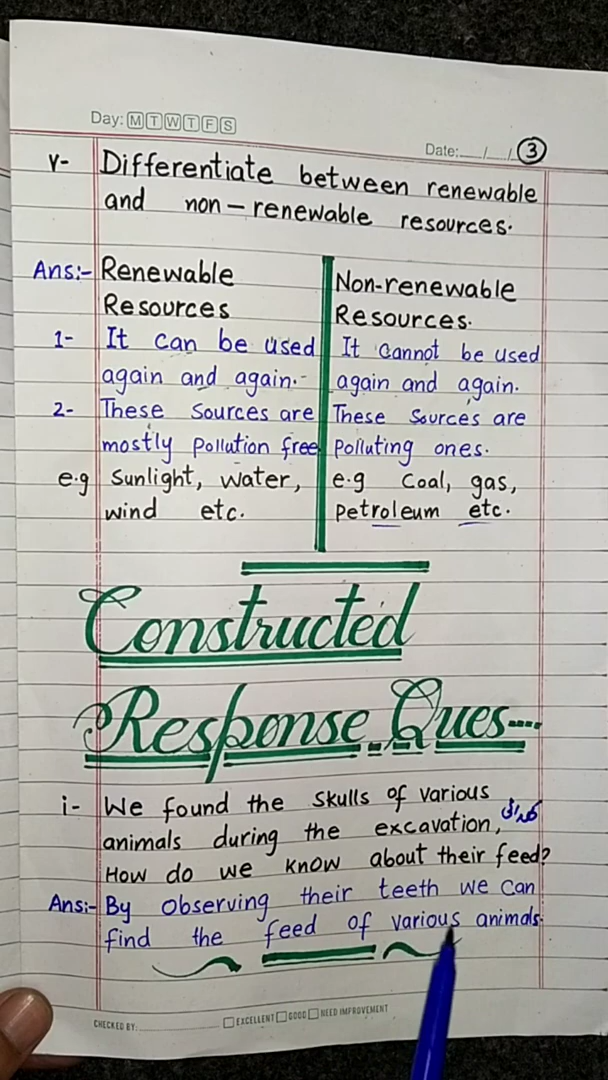 Day: M T W T F S
Date:__/__/__ 3
v- Differentiate between renewable
and non-renewable resources.
Ans:- Renewable
Resources
1- It can be used
again and again.
2- These Sources are
mostly Pollution free
e.g Sunlight, water,
wind etc.
Non-renewable
Resources.
It cannot be used
again and again.
These Sources are
Polluting ones.
e.g Coal, gas,
petroleum etc.
Constructed
Response Ques....
i- We found the skulls of various
animals during the excavation,
How do we know about their feed?
Ans:- By observing their teeth we can
find the feed of various animals.
CHECKED BY:
EXCELLENT GOOD NEED IMPROVEMENT